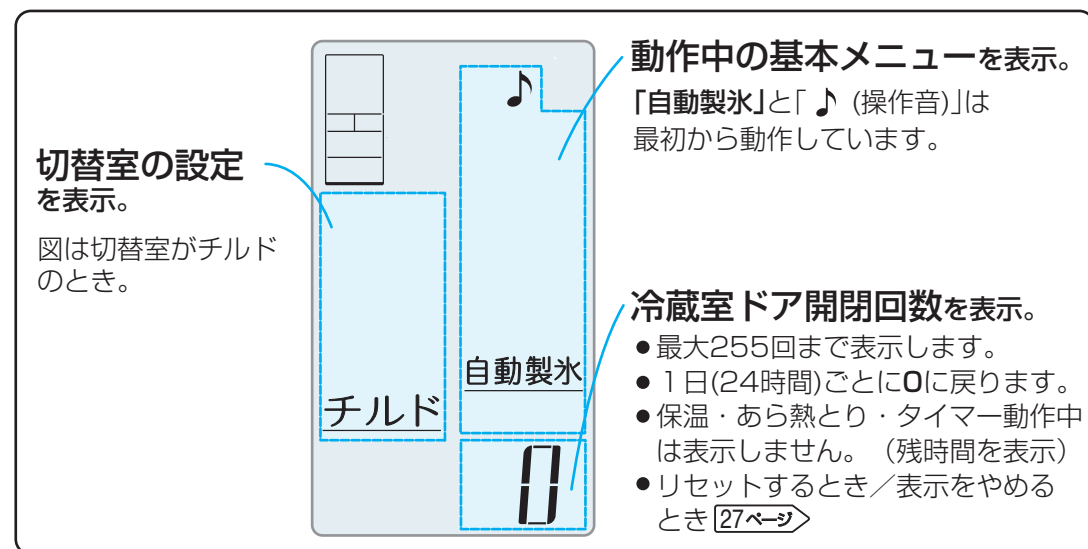 切替室の設定
を表示。
図は切替室がチルド
のとき。
♪
自動製氷
チルド
0
動作中の基本メニューを表示。
「自動製氷」と「♪(操作音)」は
最初から動作しています。
冷蔵室ドア開閉回数を表示。
●最大255回まで表示します。
●1日(24時間)ごとに0に戻ります。
●保温・あら熱とり・タイマー動作中
は表示しません。（残時間を表示）
●リセットするとき／表示をやめる
とき 27ページ